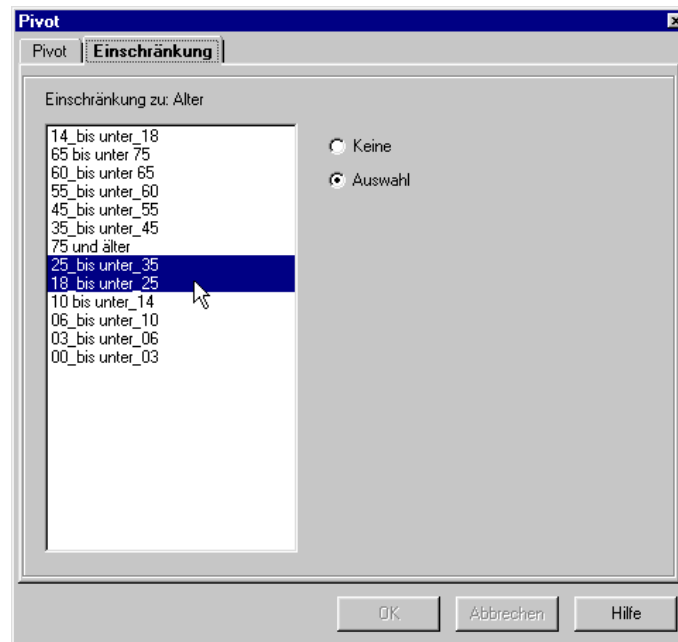 Pivot
Pivot
Einschränkung
Einschränkung zu: Alter
14_bis unter_18
65 bis unter 75
60_bis unter 65
55_bis unter_60
45_bis unter_55
35_bis unter_45
75 und älter
25_bis unter_35
18_bis unter_25
10 bis unter_14
06_bis unter_10
03_bis unter_06
00_bis unter_03
Keine
Auswahl
OK
Abbrechen
Hilfe